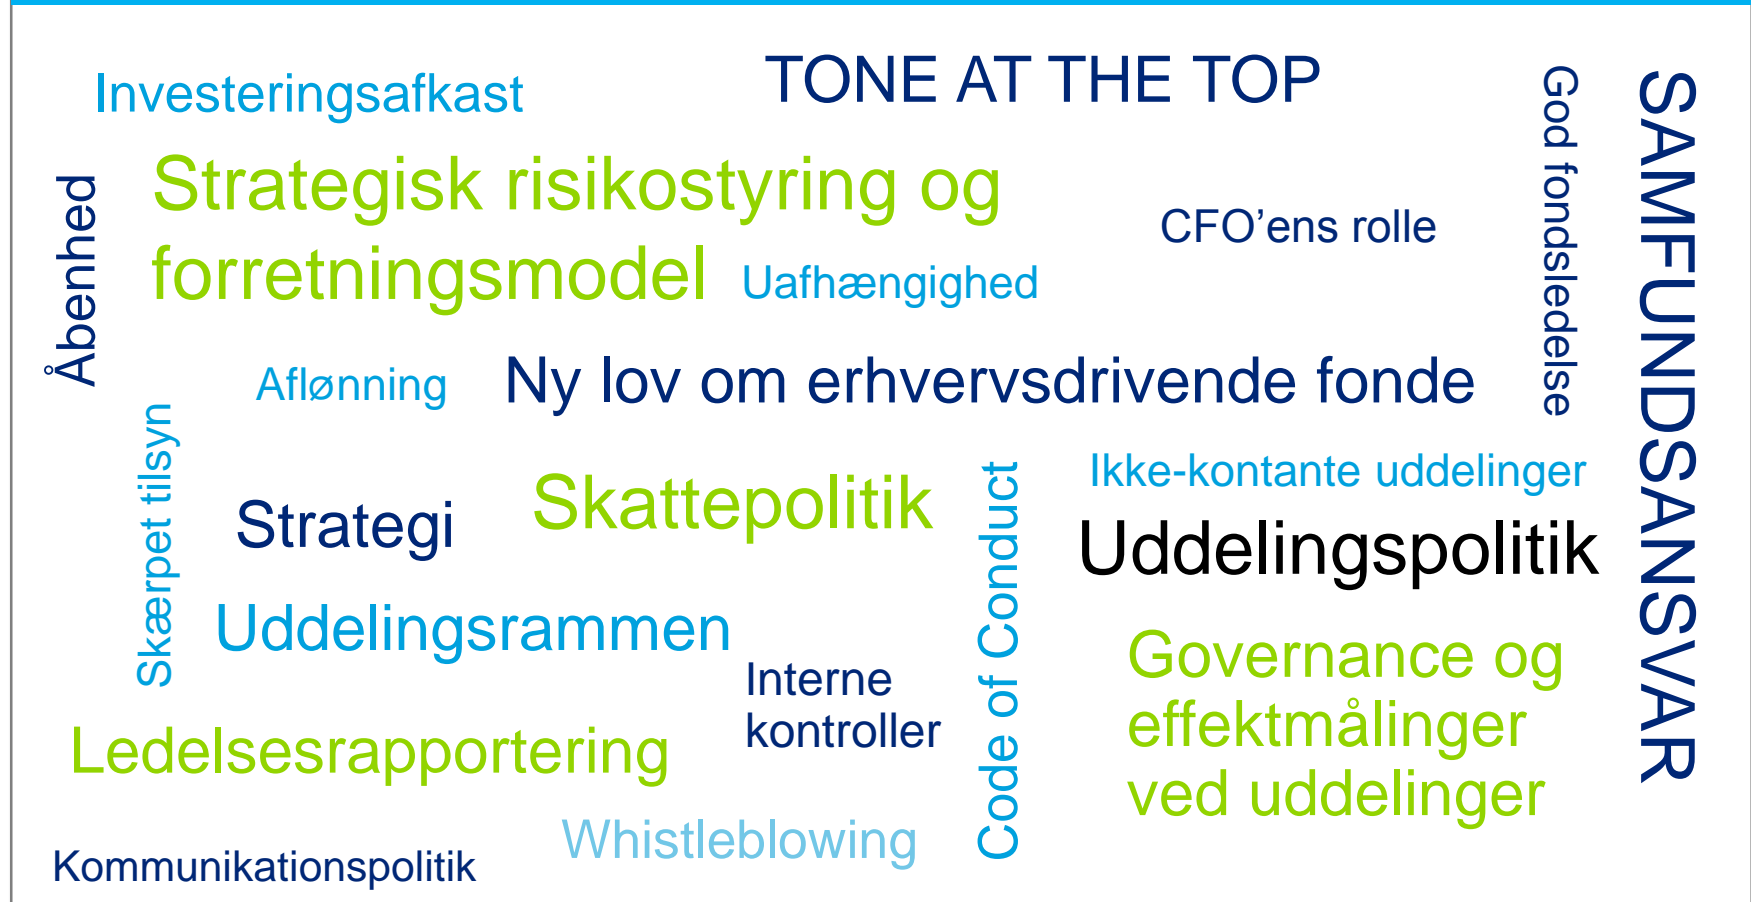 TONE AT THE TOP
Investeringsafkast
God fondsledelse
SAMFUNDSANSVAR
Strategisk risikostyring og
forretningsmodel
Åbenhed
CFO’ens rolle
Uafhængighed
Aflønning
Ny lov om erhvervsdrivende fonde
Skærpet tilsyn
Strategi
Skattepolitik
Code of Conduct
Ikke-kontante uddelinger
Uddelingspolitik
Uddelingsrammen
Interne
kontroller
Governance og
effektmålinger
ved uddelinger
Ledelsesrapportering
Whistleblowing
Kommunikationspolitik